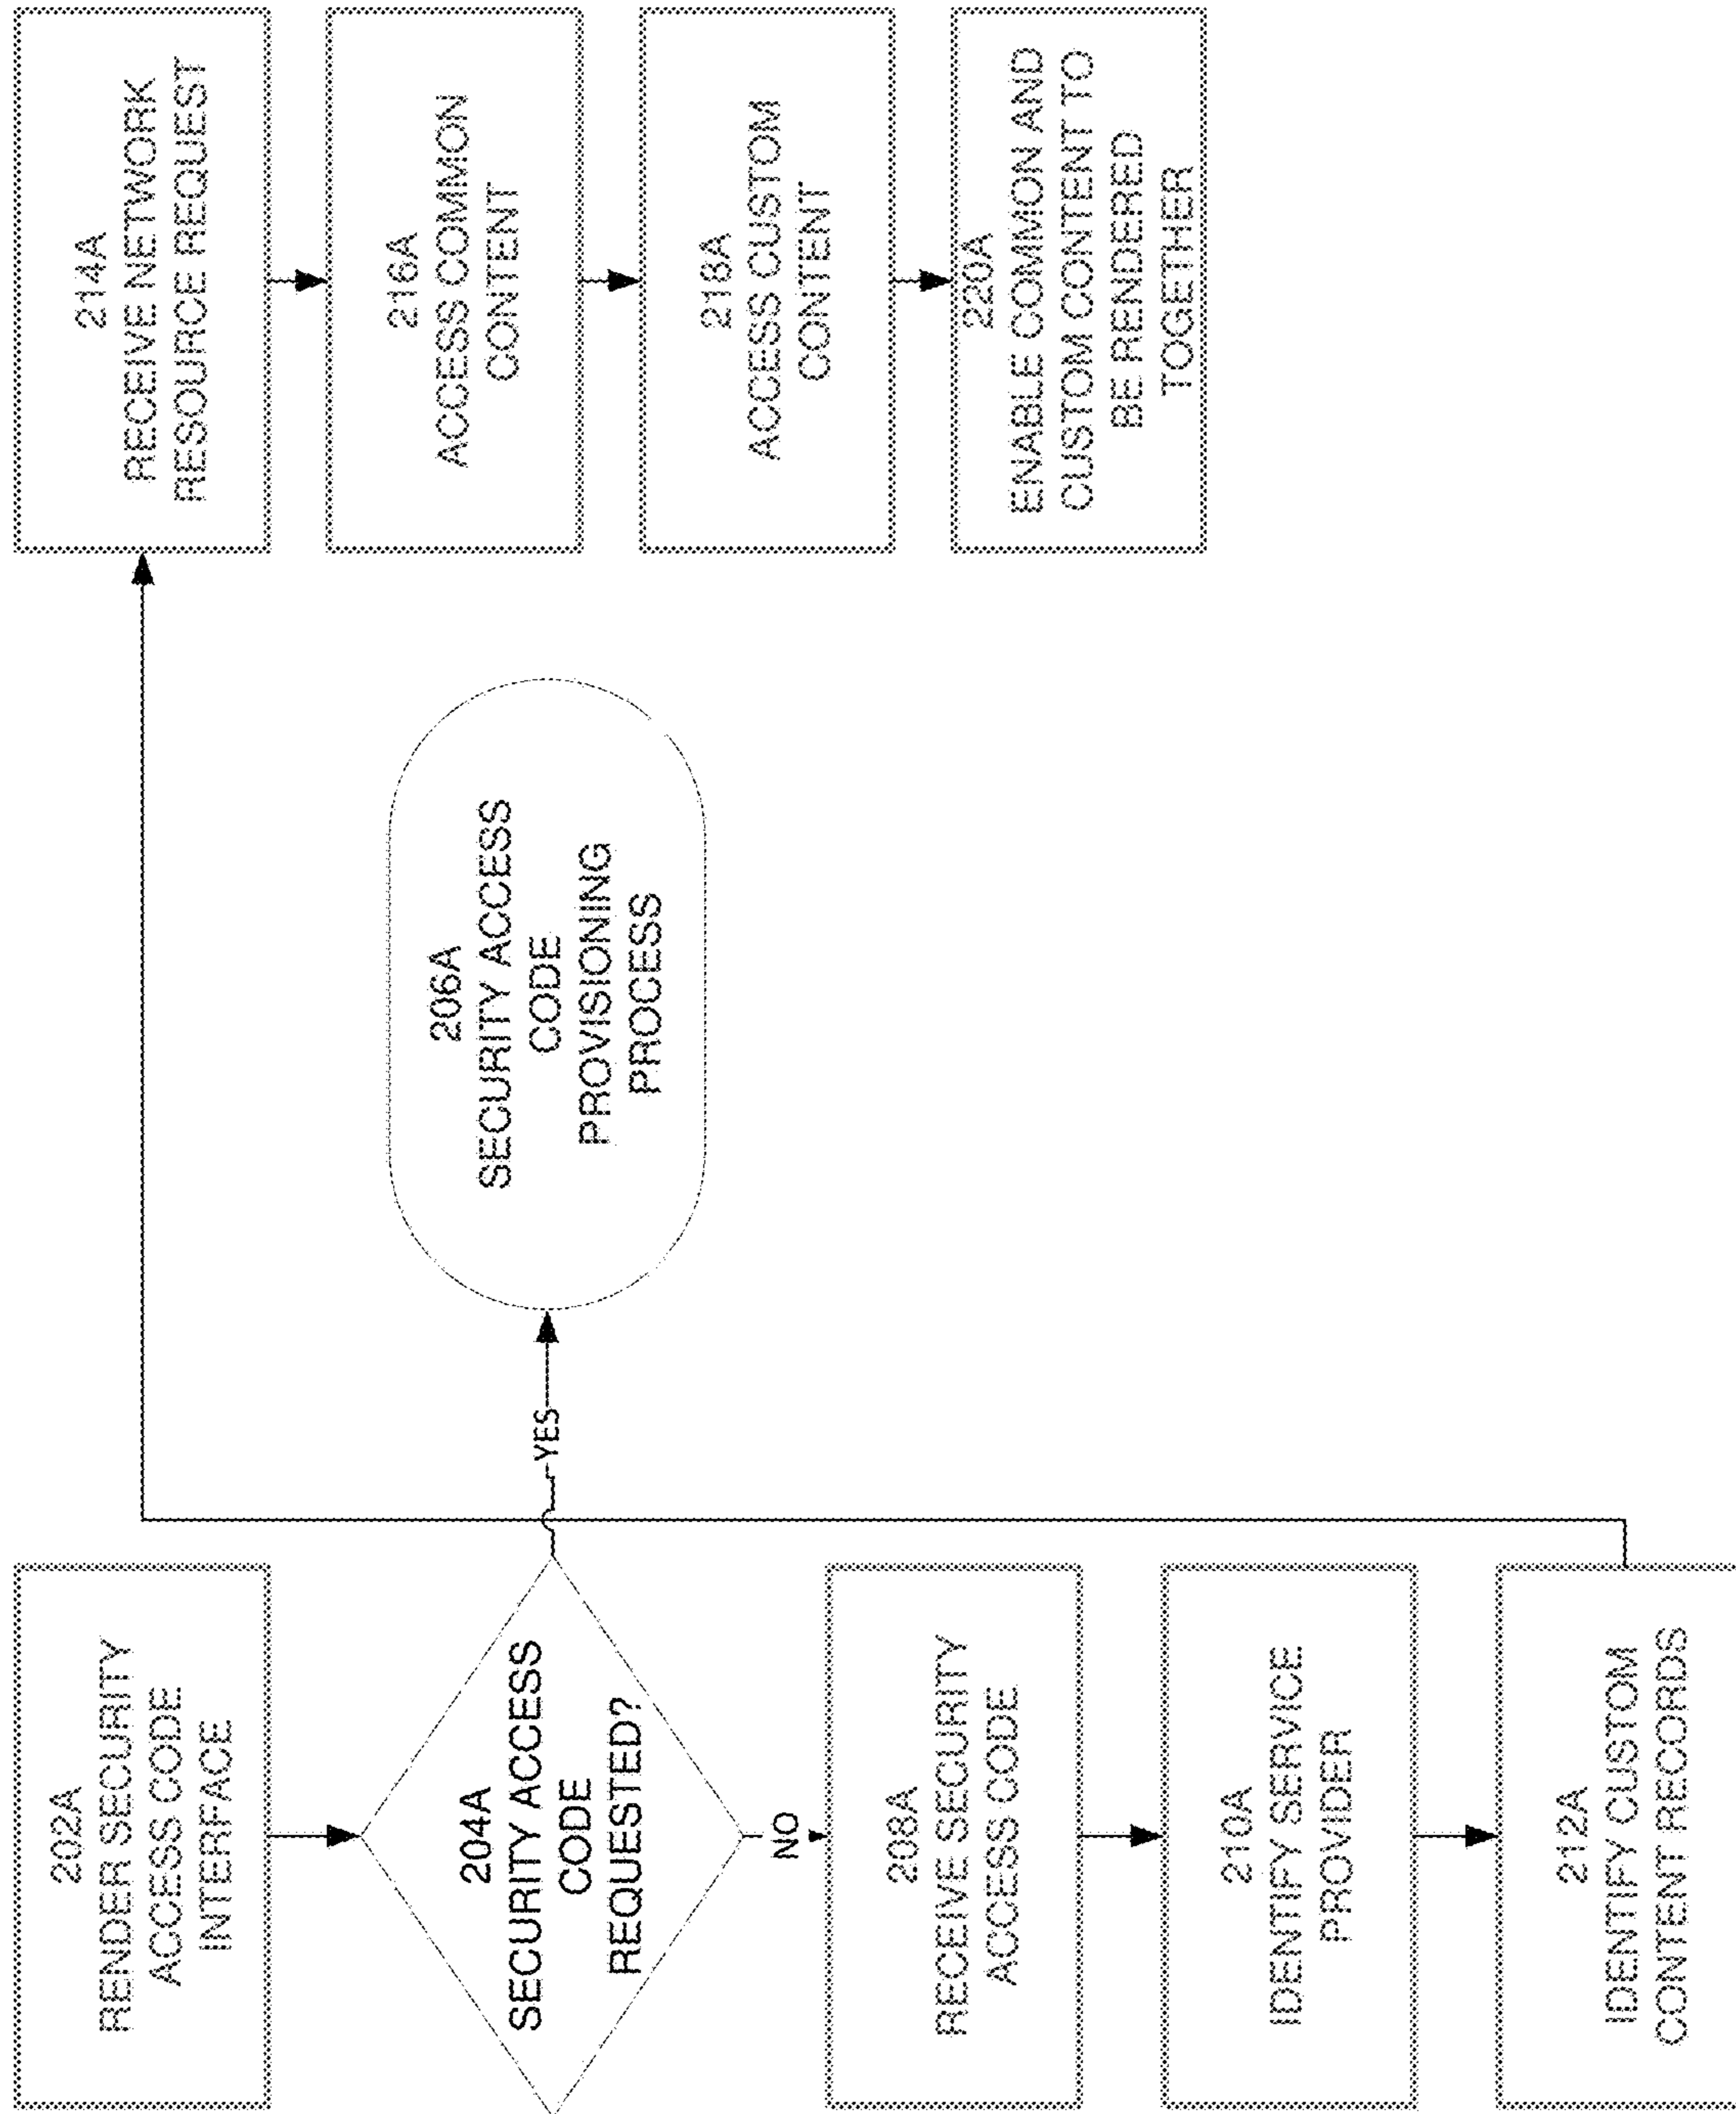 202A
RENDER SECURITY
ACCESS CODE
INTERFACE
204A
SECURITY ACCESS
CODE
REQUESTED?
YES
206A
SECURITY ACCESS
CODE
PROVISIONING
PROCESS
NO
208A
RECEIVE SECURITY
ACCESS CODE
210A
IDENTIFY SERVICE
PROVIDER
212A
IDENTIFY CUSTOM
CONTENT RECORDS
214A
RECEIVE NETWORK
RESOURCE REQUEST
216A
ACCESS COMMON
CONTENT
218A
ACCESS CUSTOM
CONTENT
220A
ENABLE COMMON AND
CUSTOM CONTENT TO
BE RENDERED
TOGETHER